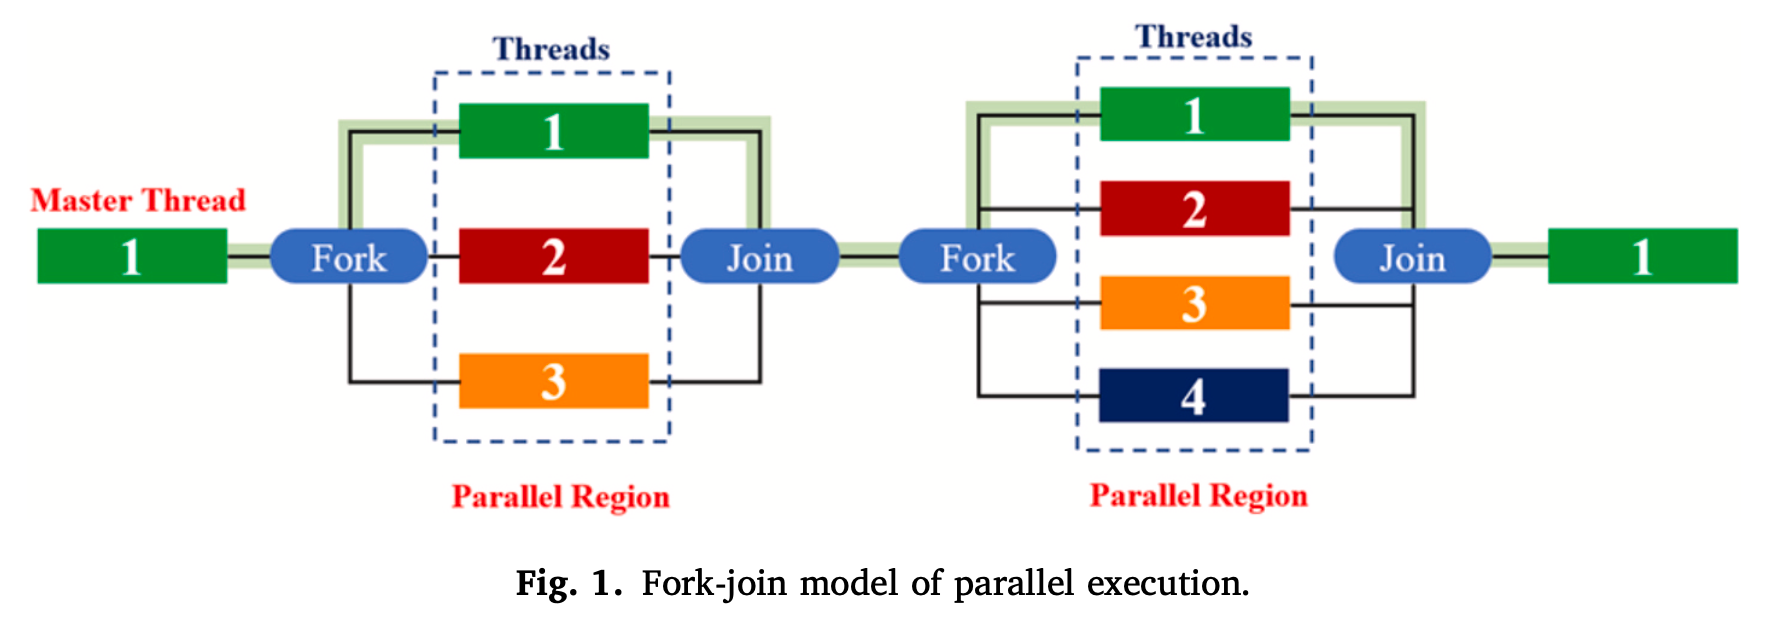 Threads
Threads
Master Thread
1
Fork
1
2
3
Join
Fork
1
2
3
4
Join
1
Parallel Region
Parallel Region
Fig. 1. Fork-join model of parallel execution.